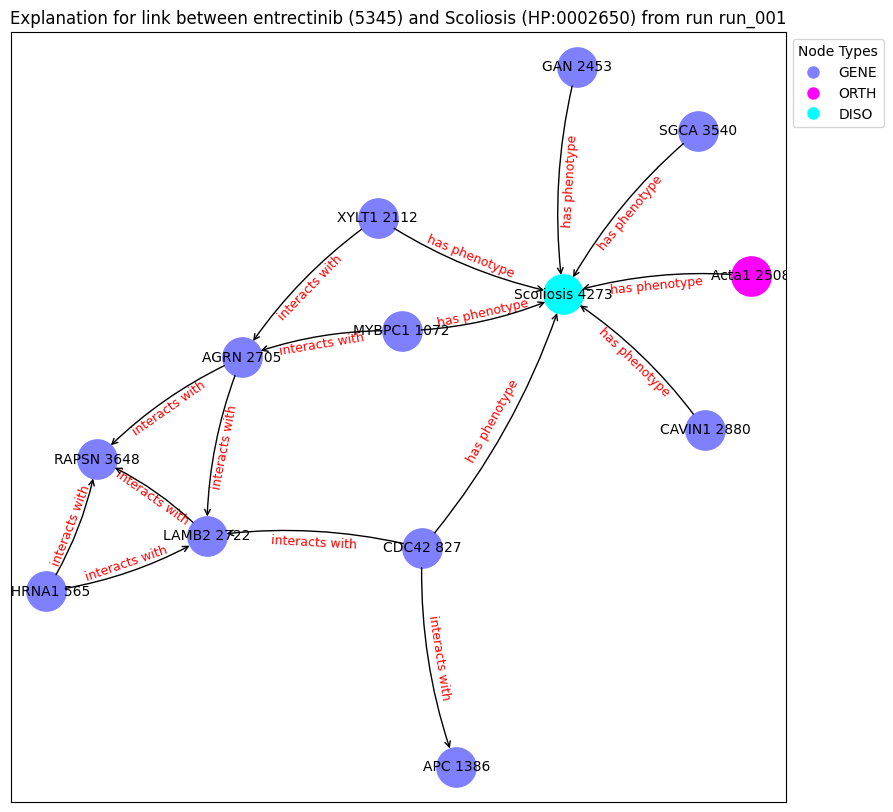 Explanation for link between entrectinib (5345) and Scoliosis (HP:0002650) from run run_001
Node Types
GENE
ORTH
DISO
GAN 2453
SGCA 3540
has phenotype
has phenotype
XYLT1 2112
has phenotype
interacts with
Acta1 2508
has phenotype
Scoliosis 4273
has phenotype
MYBPC1 1072
interacts with
AGRN 2705
has phenotype
interacts with
has phenotype
CAVIN1 2880
interacts with
RAPSN 3648
interacts with
interacts with
LAMB2 2722
interacts with
CDC42 827
interacts with
HRNA1 565
interacts with
APC 1386